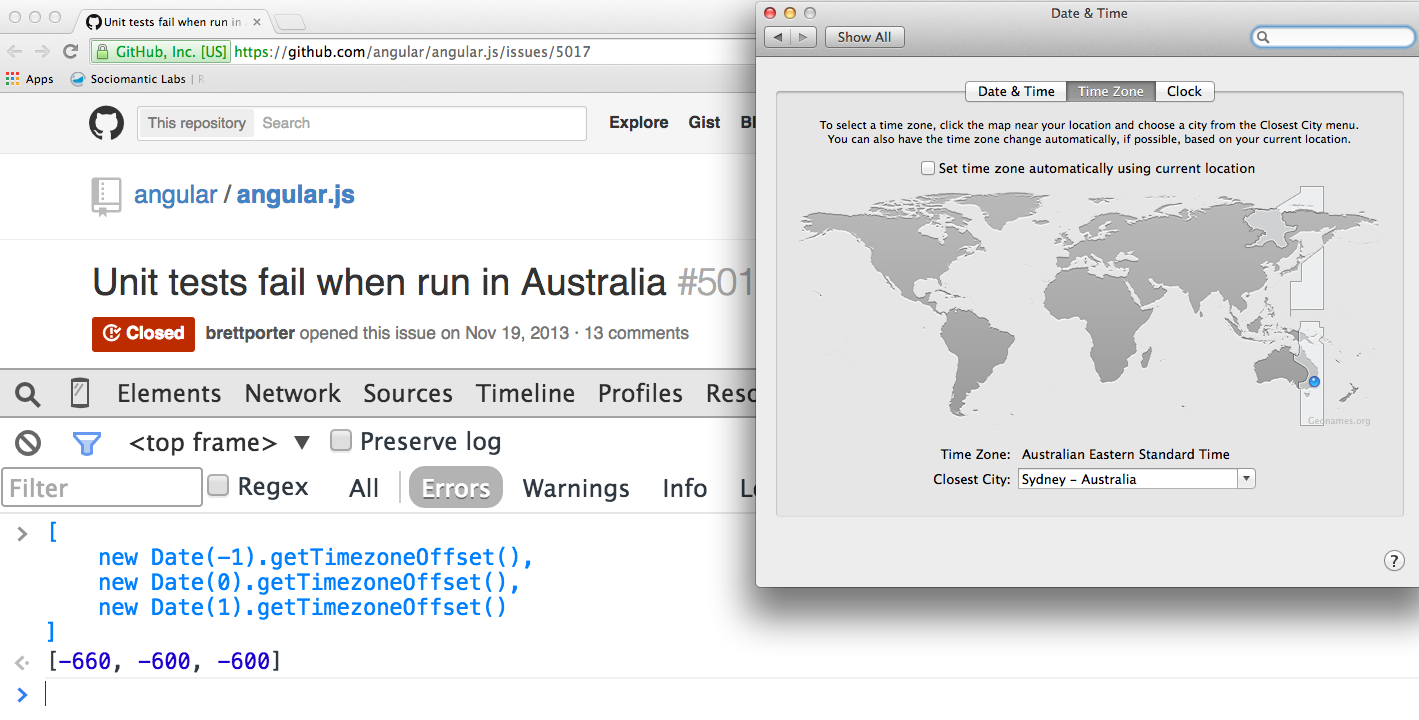 Unit tests fail when run in
GitHub, Inc. [US] https://github.com/angular/angular.js/issues/5017
Apps Sociomantic Labs | R
This repository Search Explore Gist Bl
angular / angular.js
Unit tests fail when run in Australia #501
Closed brettporter opened this issue on Nov 19, 2013 · 13 comments
Elements Network Sources Timeline Profiles Reso
<top frame> ▼ Preserve log
Filter Regex All Errors Warnings Info
> [
new Date(-1).getTimezoneOffset(),
new Date(0).getTimezoneOffset(),
new Date(1).getTimezoneOffset()
]
[-660, -600, -600]
>
Date & Time
Show All
Date & Time Time Zone Clock
To select a time zone, click the map near your location and choose a city from the Closest City menu.
You can also have the time zone change automatically, if possible, based on your current location.
Set time zone automatically using current location
Geonames.org
Time Zone: Australian Eastern Standard Time
Closest City: Sydney – Australia
?